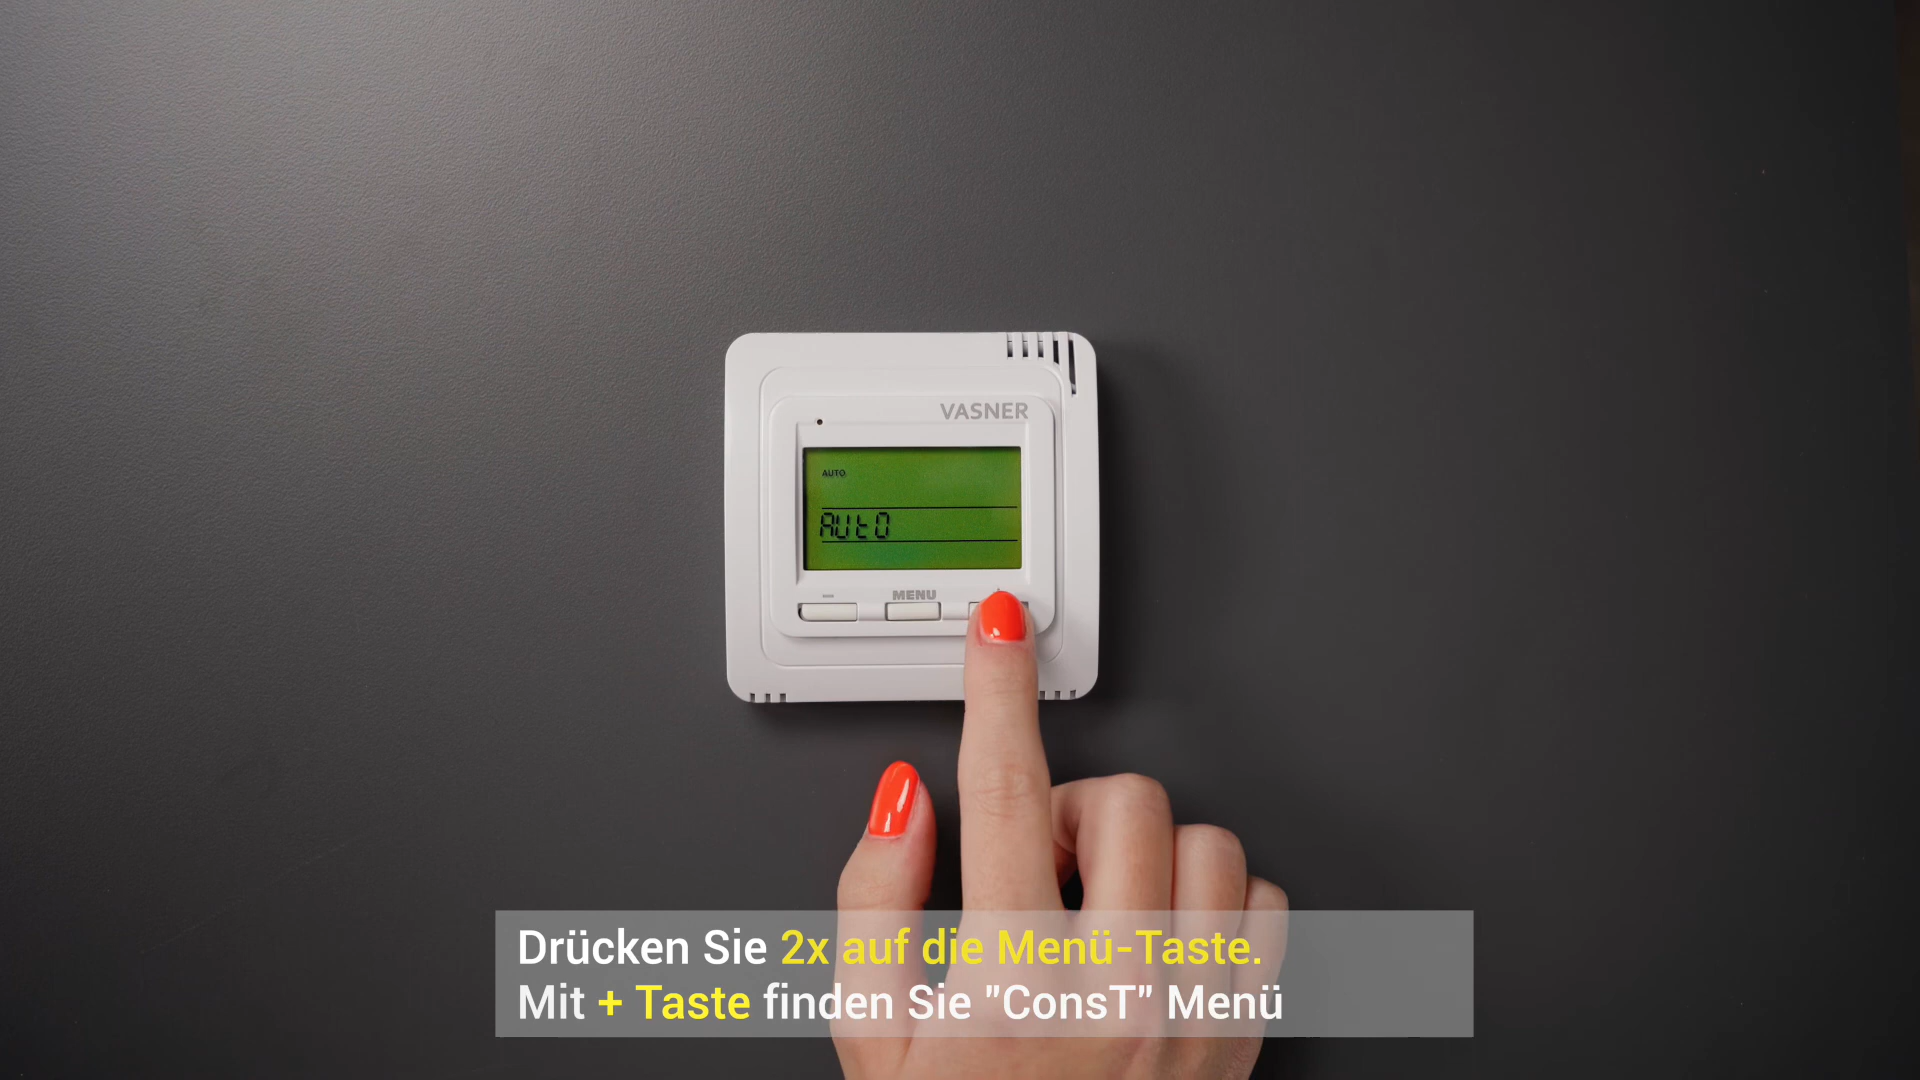 VASNER
AUTO
AUtO
MENU
Drücken Sie 2x auf die Menü-Taste.
Mit + Taste finden Sie "ConsT" Menü